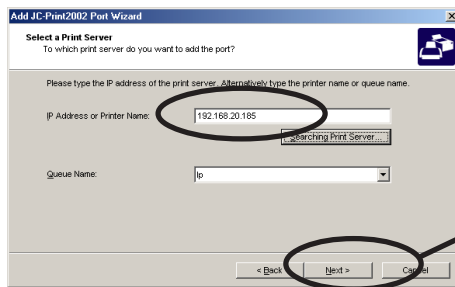 Add JC-Print2002 Port Wizard
Select a Print Server
To which print server do you want to add the port?
Please type the IP address of the print server. Alternatively type the printer name or queue name.
IP Address or Printer Name:
192.168.20.185
Searching Print Server...
Queue Name:
lp
< Back
Next >
Cancel